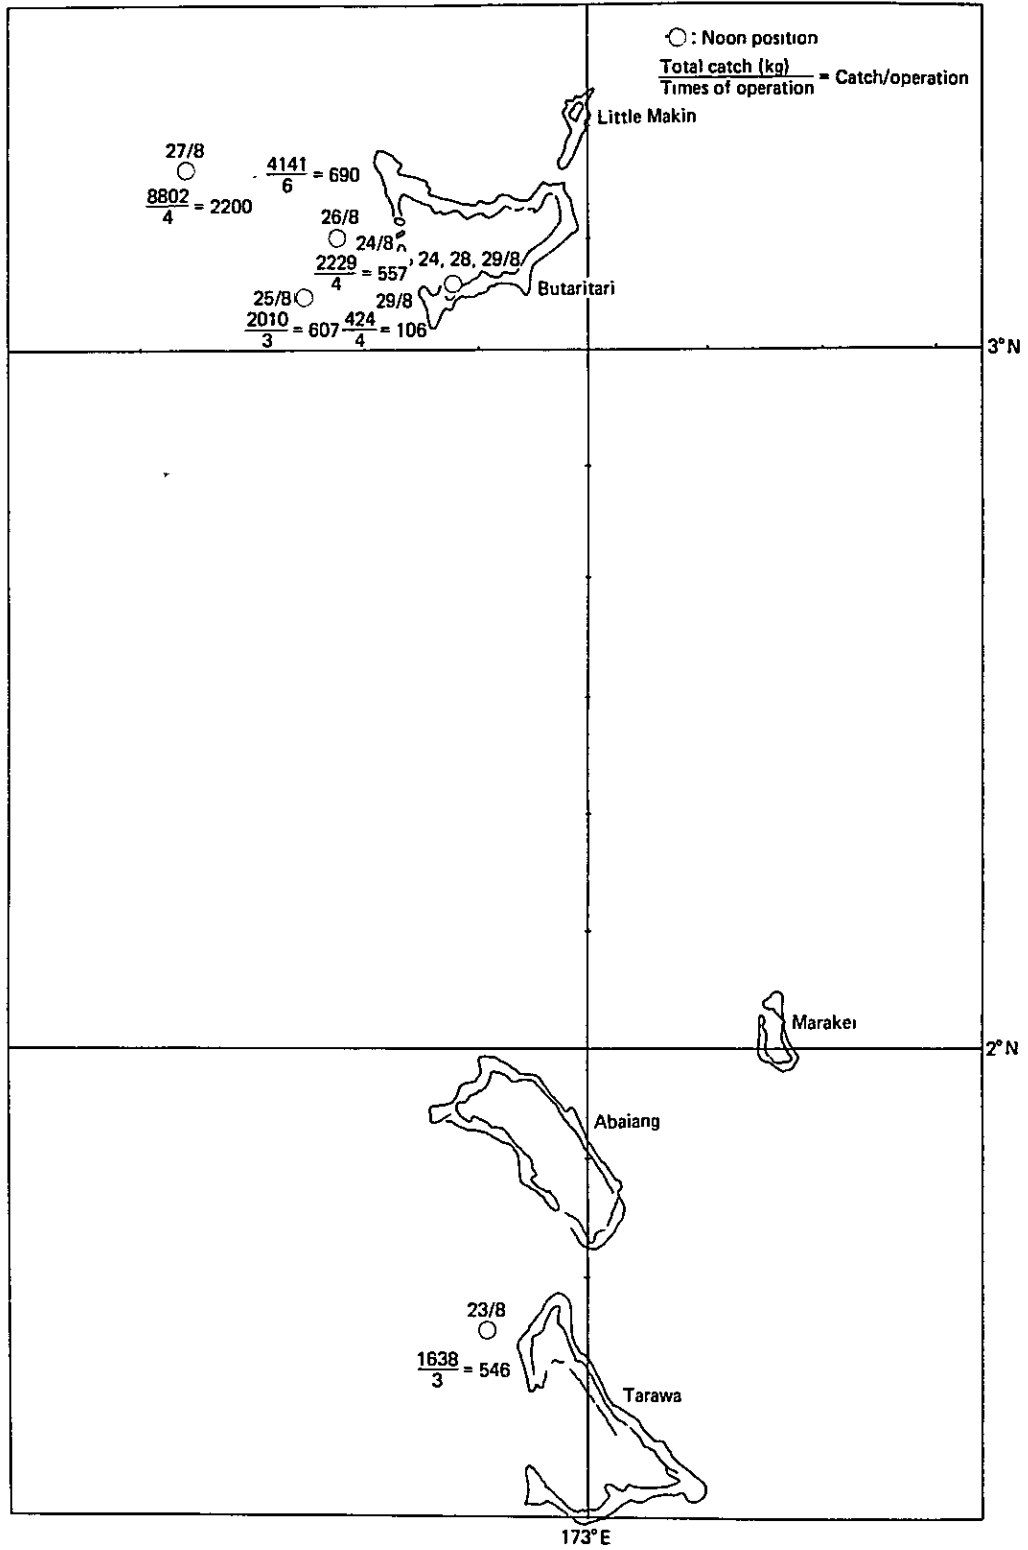 ○: Noon position
Total catch (kg)
Times of operation = Catch/operation
Little Makin
27/8
8802
4 = 2200
4141
6 = 690
26/8
24/8
2229
4 = 557
, 24, 28, 29/8
25/8
29/8
Butaritari
2010
3 = 607
424
4 = 106
3°N
Marakei
2°N
Abaiang
23/8
1638
3 = 546
Tarawa
173°E